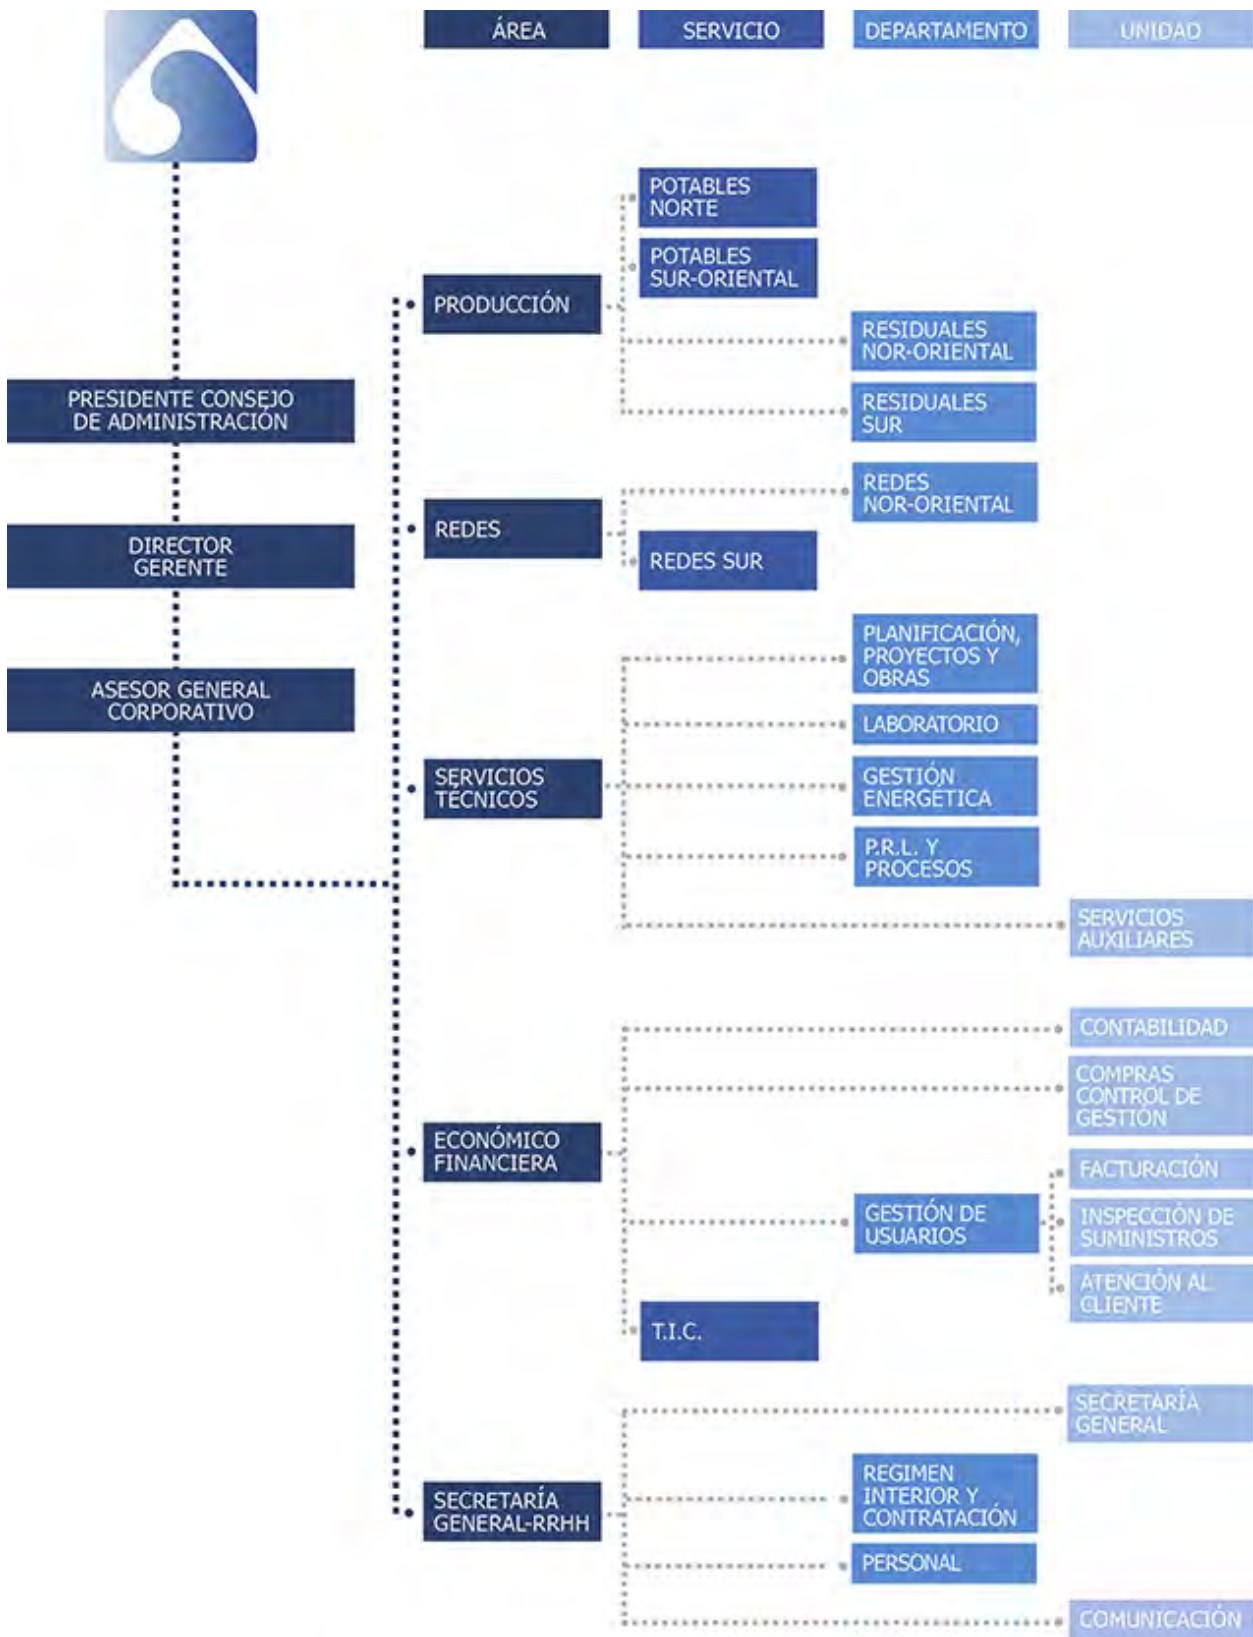 ÁREA
SERVICIO
DEPARTAMENTO
UNIDAD
PRESIDENTE CONSEJO
DE ADMINISTRACIÓN
DIRECTOR
GERENTE
ASESOR GENERAL
CORPORATIVO
PRODUCCIÓN
POTABLES
NORTE
POTABLES
SUR-ORIENTAL
RESIDUALES
NOR-ORIENTAL
RESIDUALES
SUR
REDES
REDES
NOR-ORIENTAL
REDES SUR
SERVICIOS
TÉCNICOS
PLANIFICACIÓN,
PROYECTOS Y
OBRAS
LABORATORIO
GESTIÓN
ENERGÉTICA
P.R.L. Y
PROCESOS
SERVICIOS
AUXILIARES
ECONÓMICO
FINANCIERA
CONTABILIDAD
COMPRAS
CONTROL DE
GESTIÓN
GESTIÓN DE
USUARIOS
FACTURACIÓN
INSPECCIÓN DE
SUMINISTROS
ATENCIÓN AL
CLIENTE
T.I.C.
SECRETARÍA
GENERAL-RRHH
SECRETARÍA
GENERAL
REGIMEN
INTERIOR Y
CONTRATACIÓN
PERSONAL
COMUNICACIÓN